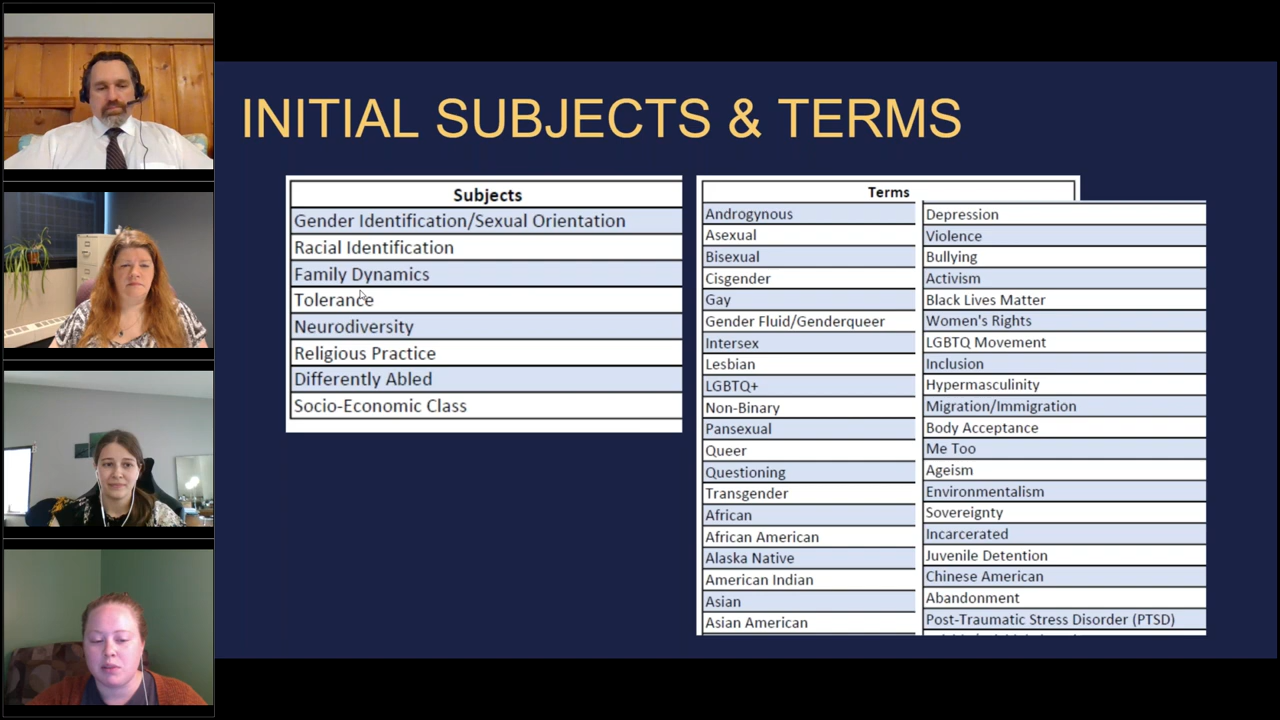 INITIAL SUBJECTS & TERMS
Subjects
Gender Identification/Sexual Orientation
Racial Identification
Family Dynamics
Tolerance
Neurodiversity
Religious Practice
Differently Abled
Socio-Economic Class
Terms
Androgynous
Asexual
Bisexual
Cisgender
Gay
Gender Fluid/Genderqueer
Intersex
Lesbian
LGBTQ+
Non-Binary
Pansexual
Queer
Questioning
Transgender
African
African American
Alaska Native
American Indian
Asian
Asian American
Depression
Violence
Bullying
Activism
Black Lives Matter
Women's Rights
LGBTQ Movement
Inclusion
Hypermasculinity
Migration/Immigration
Body Acceptance
Me Too
Ageism
Environmentalism
Sovereignty
Incarcerated
Juvenile Detention
Chinese American
Abandonment
Post-Traumatic Stress Disorder (PTSD)